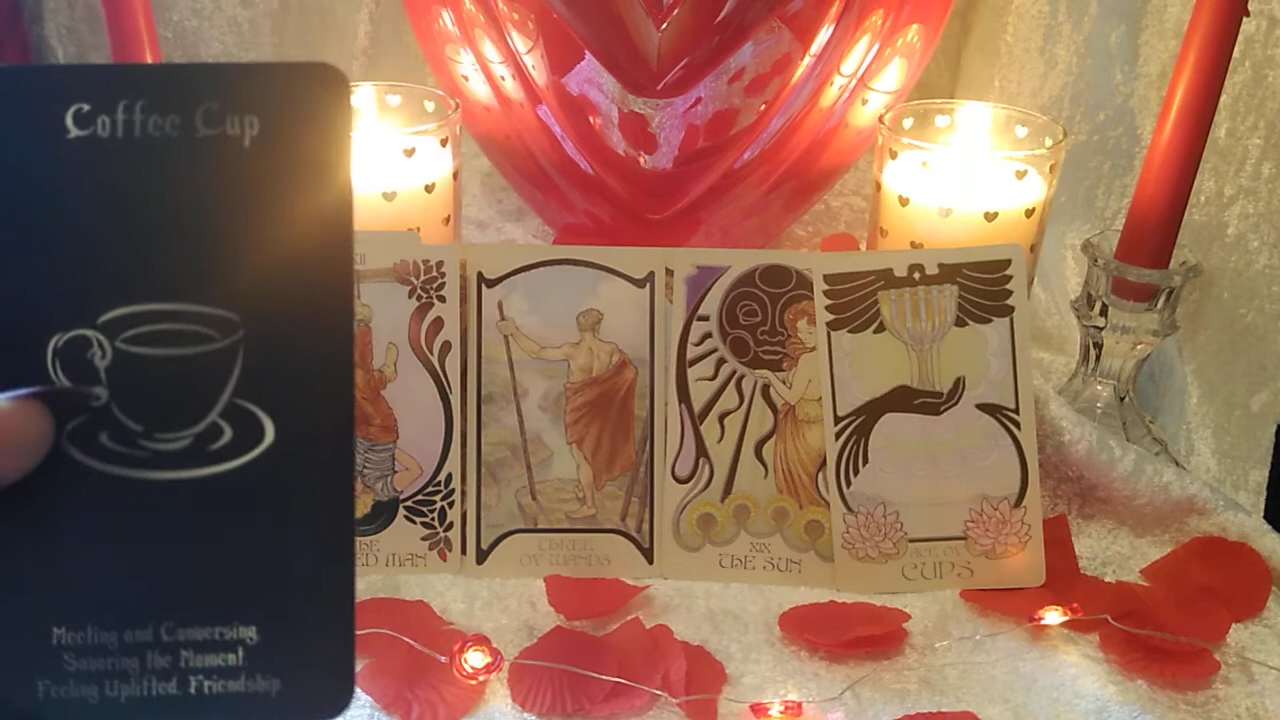 Coffee Cup
Meeting and Conversing.
Savoring the Moment.
Feeling Uplifted. Friendship
XII
THE
ED MAN
THREE
OF WANDS
XIX
THE SUN
ACE OF
CUPS